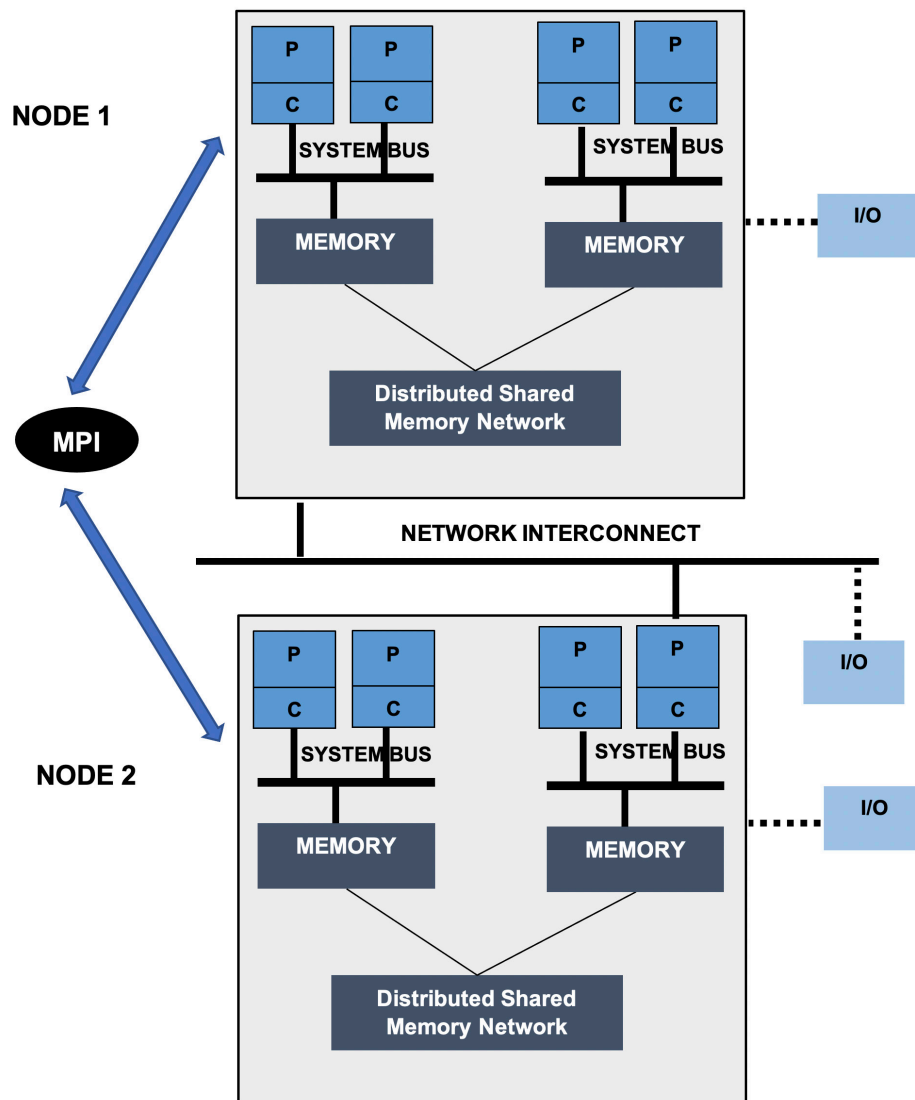 P
P
P
P
C
C
C
C
NODE 1
SYSTEM BUS
SYSTEM BUS
I/O
MEMORY
MEMORY
Distributed Shared
Memory Network
MPI
NETWORK INTERCONNECT
P
P
P
P
I/O
C
C
C
C
SYSTEM BUS
SYSTEM BUS
NODE 2
I/O
MEMORY
MEMORY
Distributed Shared
Memory Network